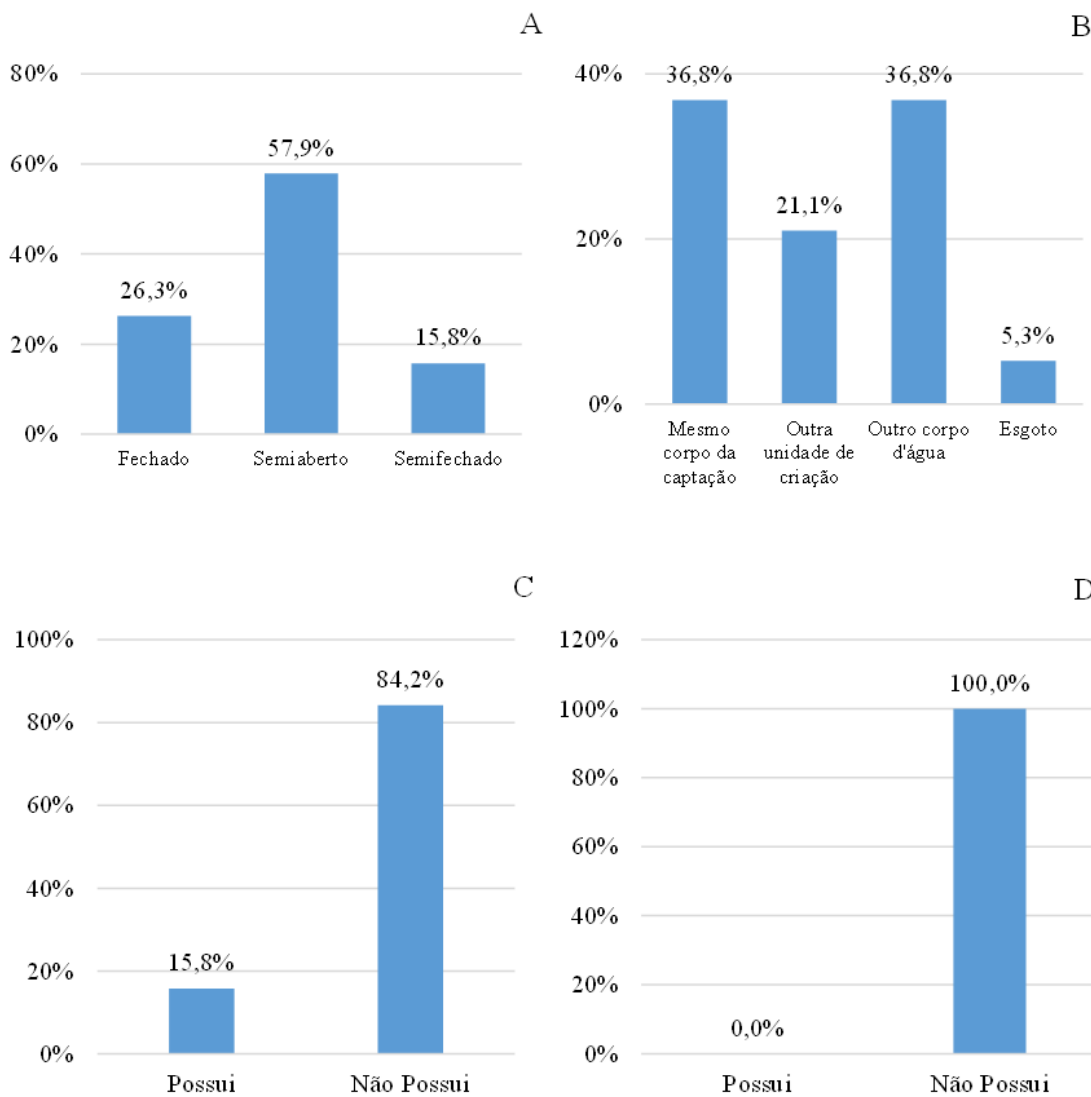 A
80%
60%
40%
20%
0%
26,3%
57,9%
15,8%
Fechado
Semiaberto
Semifechado
B
40%
20%
0%
36,8%
21,1%
36,8%
5,3%
Mesmo
corpo da
captação
Outra
unidade de
criação
Outro corpo
d'água
Esgoto
C
100%
80%
60%
40%
20%
0%
15,8%
84,2%
Possui
Não Possui
D
120%
100%
80%
60%
40%
20%
0%
0,0%
100,0%
Possui
Não Possui